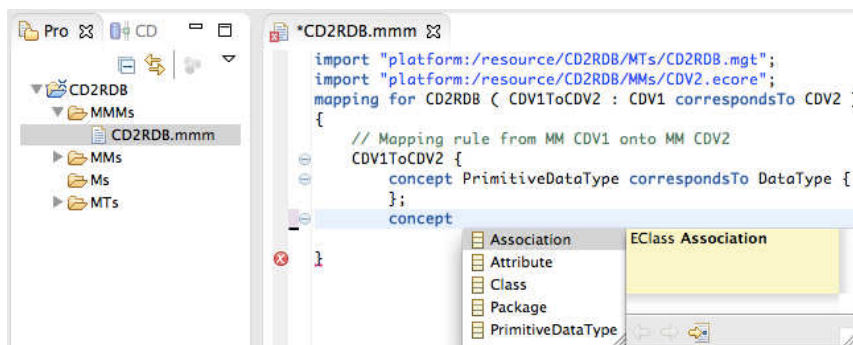 Pro CD
CD2RDB
MMMs
CD2RDB.mmm
MMs
Ms
MTs
*CD2RDB.mmm
import "platform:/resource/CD2RDB/MTs/CD2RDB.mgt";
import "platform:/resource/CD2RDB/MMs/CDV2.ecore";
mapping for CD2RDB ( CDV1ToCDV2 : CDV1 correspondsTo CDV2 )
{
// Mapping rule from MM CDV1 onto MM CDV2
CDV1ToCDV2 {
concept PrimitiveDataType correspondsTo DataType {
};
concept
}
Association
Attribute
Class
Package
PrimitiveDataType
EClass Association